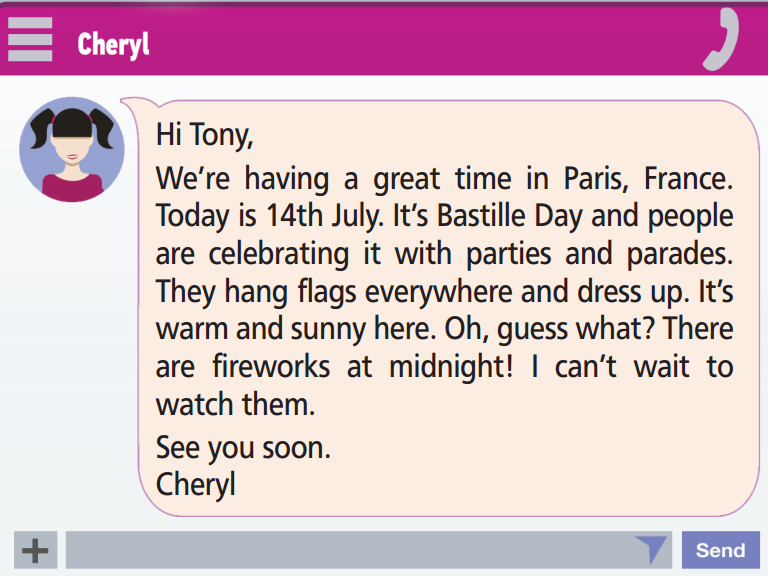 Cheryl
Hi Tony,
We’re having a great time in Paris, France.
Today is 14th July. It’s Bastille Day and people
are celebrating it with parties and parades.
They hang flags everywhere and dress up. It’s
warm and sunny here. Oh, guess what? There
are fireworks at midnight! I can’t wait to
watch them.
See you soon.
Cheryl
Send